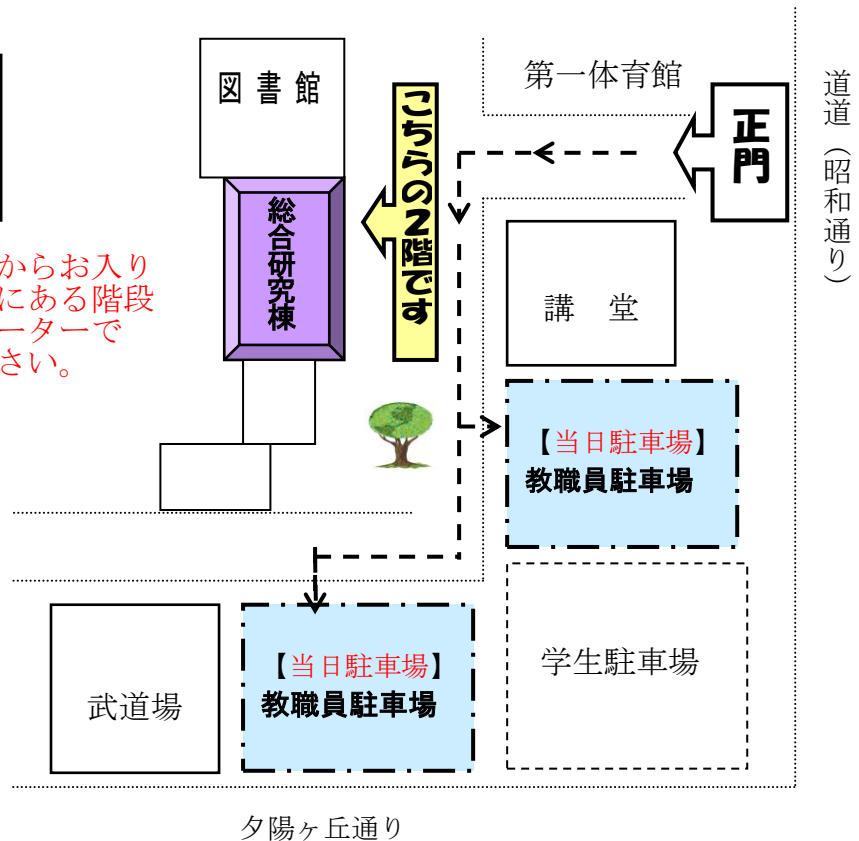 図書館
第一体育館
正門
道道（昭和通り）
こちらの2階です
総合研究棟
からお入り
にある階段
ーターで
さい。
講堂
【当日駐車場】
教職員駐車場
学生駐車場
【当日駐車場】
教職員駐車場
武道場
夕陽ヶ丘通り